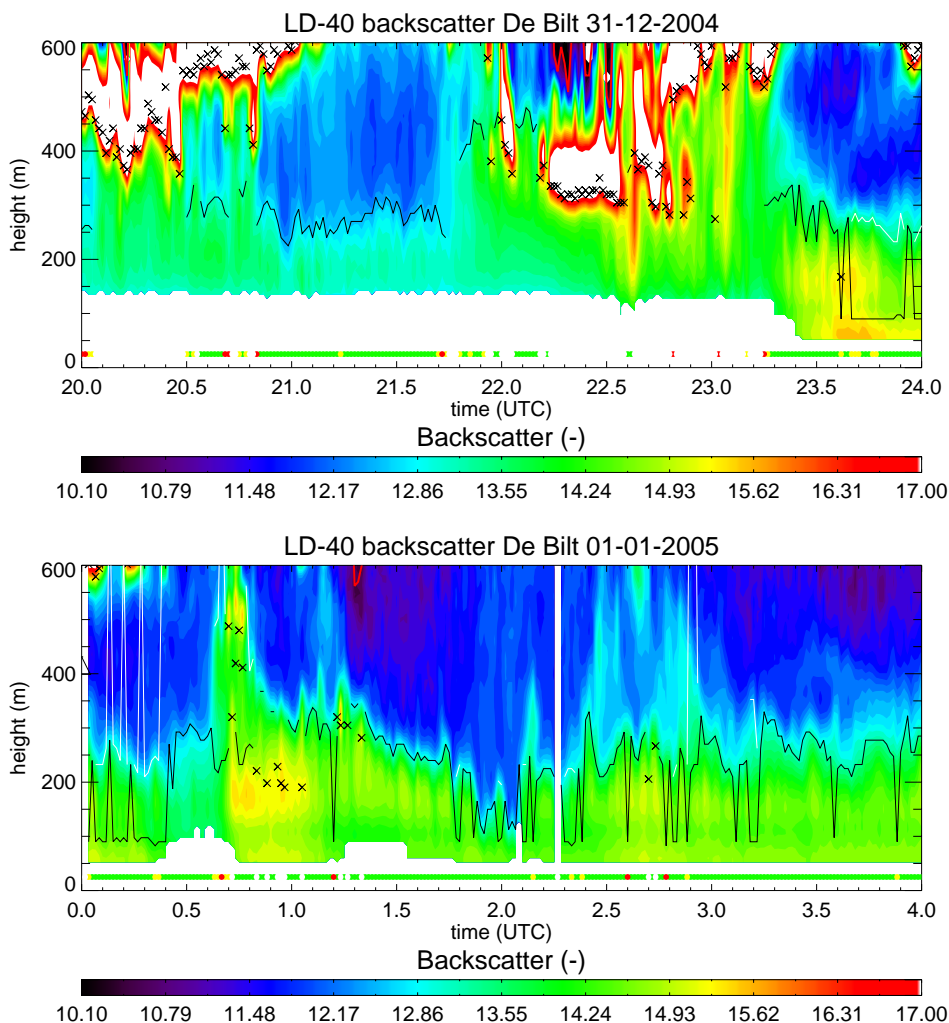 LD-40 backscatter De Bilt 31-12-2004
600
400
200
0
height (m)
20.0 20.5 21.0 21.5 22.0 22.5 23.0 23.5 24.0
time (UTC)
Backscatter (-)
10.10 10.79 11.48 12.17 12.86 13.55 14.24 14.93 15.62 16.31 17.00
LD-40 backscatter De Bilt 01-01-2005
600
400
200
0
height (m)
0.0 0.5 1.0 1.5 2.0 2.5 3.0 3.5 4.0
time (UTC)
Backscatter (-)
10.10 10.79 11.48 12.17 12.86 13.55 14.24 14.93 15.62 16.31 17.00